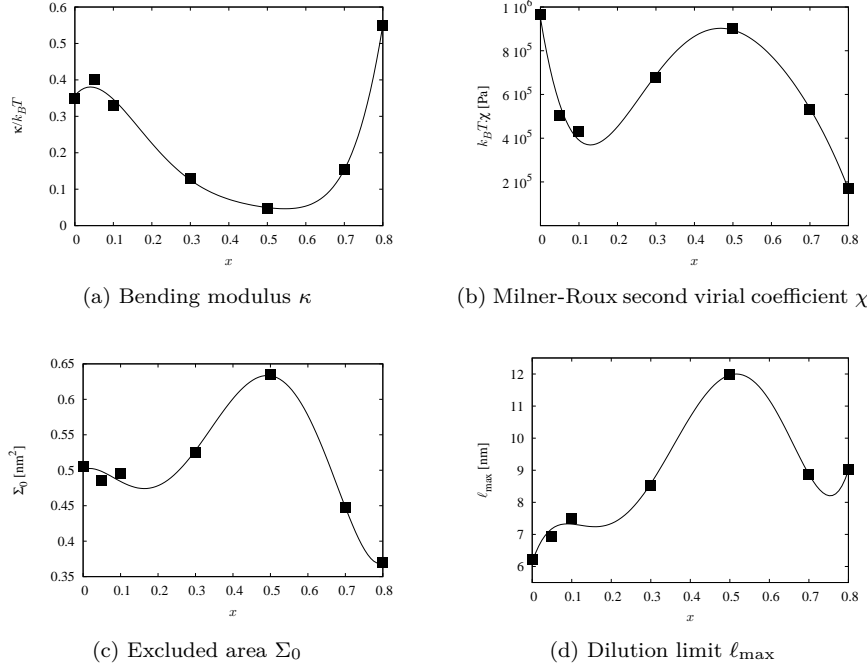 0.6
0.5
0.4
0.3
0.2
0.1
0
κ/k_BT
0 0.1 0.2 0.3 0.4 0.5 0.6 0.7 0.8
x
(a) Bending modulus κ
1 10^6
8 10^5
6 10^5
4 10^5
2 10^5
k_BT.χ [Pa]
0 0.1 0.2 0.3 0.4 0.5 0.6 0.7 0.8
x
(b) Milner-Roux second virial coefficient χ
0.65
0.6
0.55
0.5
0.45
0.4
0.35
Σ_0 [nm^2]
0 0.1 0.2 0.3 0.4 0.5 0.6 0.7 0.8
x
(c) Excluded area Σ_0
12
11
10
9
8
7
6
ℓ_max [nm]
0 0.1 0.2 0.3 0.4 0.5 0.6 0.7 0.8
x
(d) Dilution limit ℓ_max